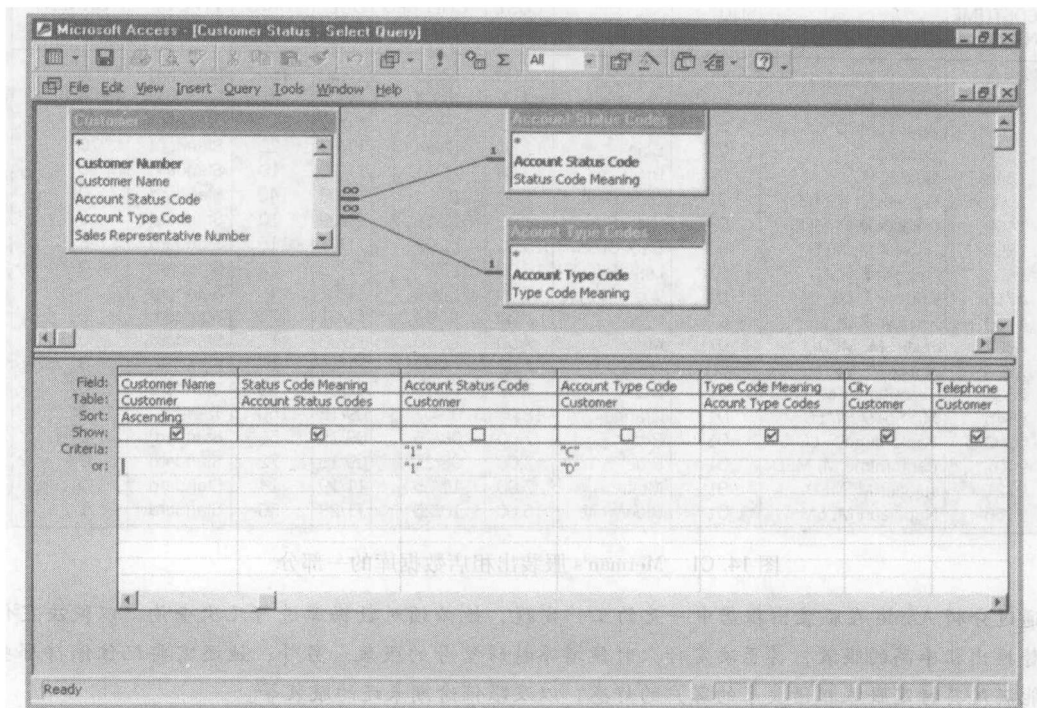 Microsoft Access - [Customer Status : Select Query]
All
File Edit View Insert Query Tools Window Help
Customer
*
Customer Number
Customer Name
Account Status Code
Account Type Code
Sales Representative Number
∞
∞
1
1
Account Status Codes
*
Account Status Code
Status Code Meaning
Acount Type Codes
*
Account Type Code
Type Code Meaning
Field: Customer Name Status Code Meaning Account Status Code Account Type Code Type Code Meaning City Telephone
Table: Customer Account Status Codes Customer Customer Acount Type Codes Customer Customer
Sort: Ascending
Show:
Criteria: "1" "C"
or: "1" "D"
Ready